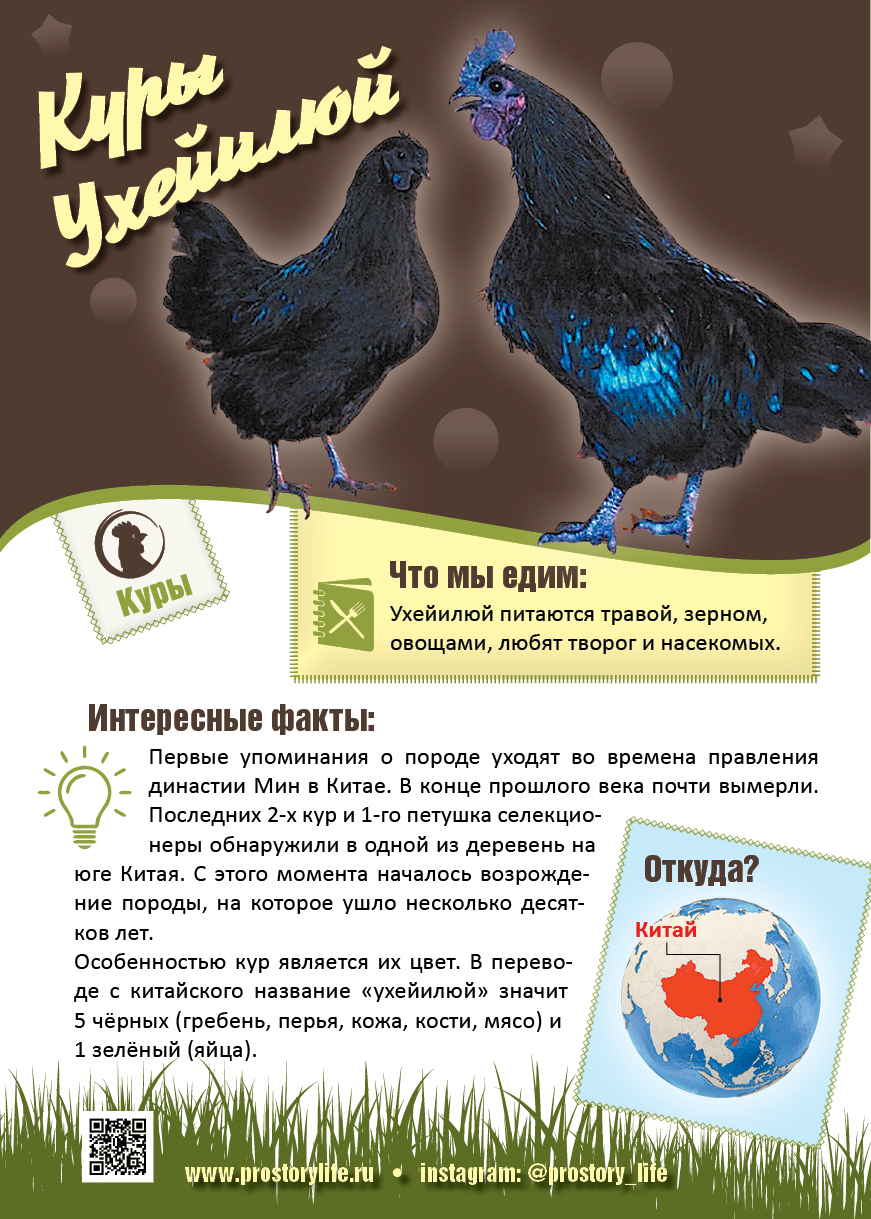 Куры
Ухейилюй
Куры
Что мы едим:
Ухейилюй питаются травой, зерном,
овощами, любят творог и насекомых.
Интересные факты:
Первые упоминания о породе уходят во времена правления
династии Мин в Китае. В конце прошлого века почти вымерли.
Последних 2-х кур и 1-го петушка селекцио-
неры обнаружили в одной из деревень на
юге Китая. С этого момента началось возрожде-
ние породы, на которое ушло несколько десят-
ков лет.
Особенностью кур является их цвет. В перево-
де с китайского название «ухейилюй» значит
5 чёрных (гребень, перья, кожа, кости, мясо) и
1 зелёный (яйца).
Откуда?
Китай
www.prostorylife.ru • instagram: @prostory_life